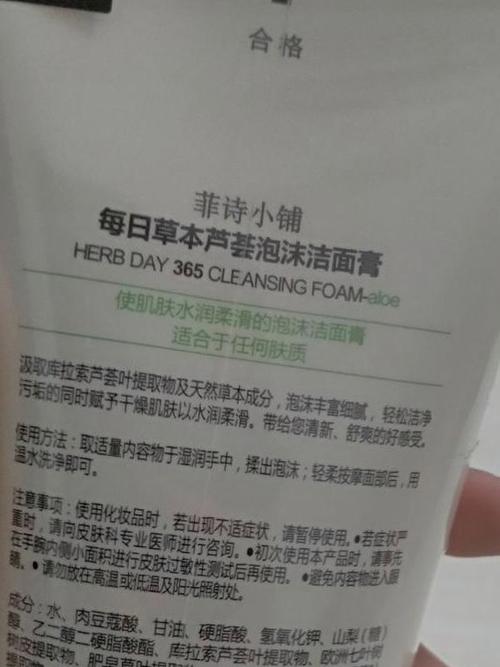 合格
菲诗小铺
每日草本芦荟泡沫洁面膏
HERB DAY 365 CLEANSING FOAM-aloe
使肌肤水润柔滑的泡沫洁面膏
适合于任何肤质
汲取库拉索芦荟叶提取物及天然草本成分，泡沫丰富细腻，轻松洁净
污垢的同时赋予干燥肌肤以水润柔滑。带给您清新、舒爽的好感受。
使用方法：取适量内容物于湿润手中，揉出泡沫；轻柔按摩面部后，用
温水洗净即可。
注意事项：使用化妆品时，若出现不适症状，请暂停使用。●若症状严
重时，请向皮肤科专业医师进行咨询。●初次使用本产品时，请事先
在手腕内侧小面积进行皮肤过敏性测试后再使用。●避免内容物进入眼
睛。●请勿放在高温或低温及阳光照射处。
成分：水、肉豆蔻酸、甘油、硬脂酸、氢氧化钾、山梨（糖）
醇、乙二醇二硬脂酸酯、库拉索芦荟叶提取物、欧洲七叶树
树皮提取物、肥皂草叶提取物